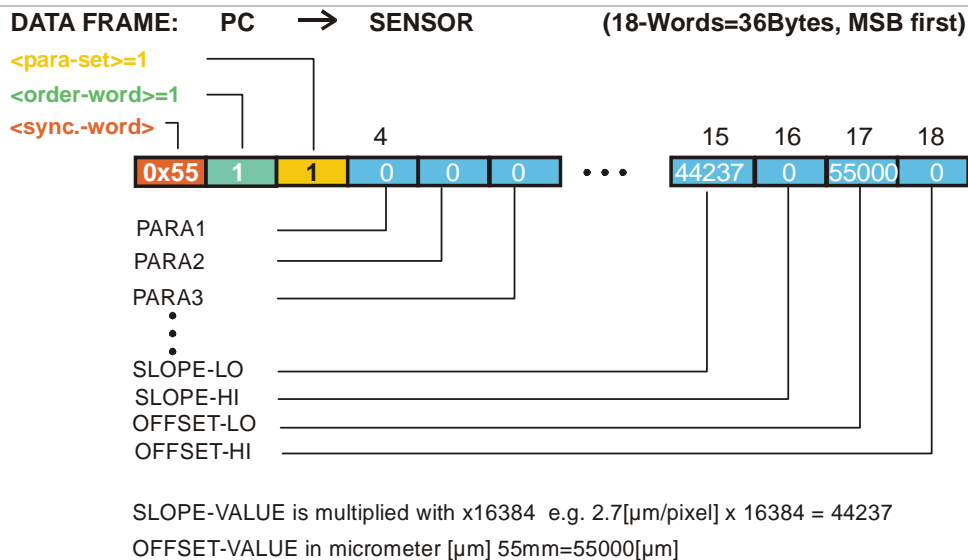 DATA FRAME: PC → SENSOR (18-Words=36Bytes, MSB first)
<para-set>=1
<order-word>=1
<sync.-word>
4 15 16 17 18
0x55 1 1 0 0 0 • • • 44237 0 55000 0
PARA1
PARA2
PARA3
SLOPE-LO
SLOPE-HI
OFFSET-LO
OFFSET-HI
SLOPE-VALUE is multiplied with x16384 e.g. 2.7[µm/pixel] x 16384 = 44237
OFFSET-VALUE in micrometer [µm] 55mm=55000[µm]